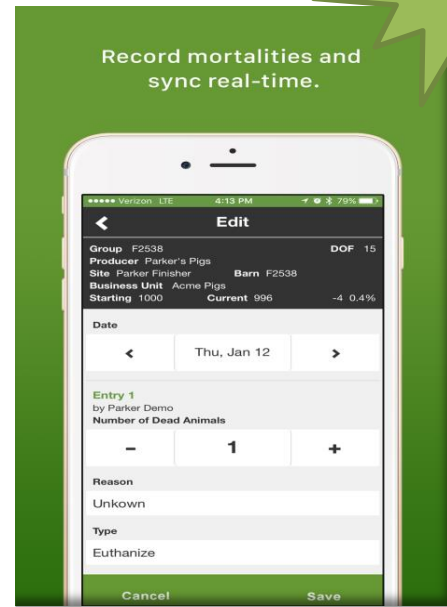 Record mortalities and
sync real-time.
Verizon LTE 4:13 PM 79%
Edit
Group F2538 DOF 15
Producer Parker's Pigs
Site Parker Finisher Barn F2538
Business Unit Acme Pigs
Starting 1000 Current 996 -4 0.4%
Date
Thu, Jan 12
Entry 1
by Parker Demo
Number of Dead Animals
- 1 +
Reason
Unkown
Type
Euthanize
Cancel Save